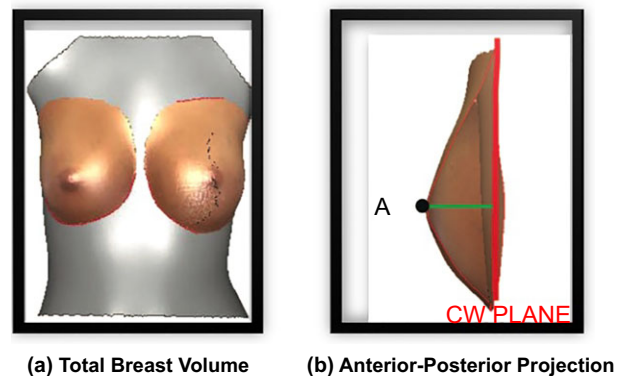 A
CW PLANE
(a) Total Breast Volume
(b) Anterior-Posterior Projection